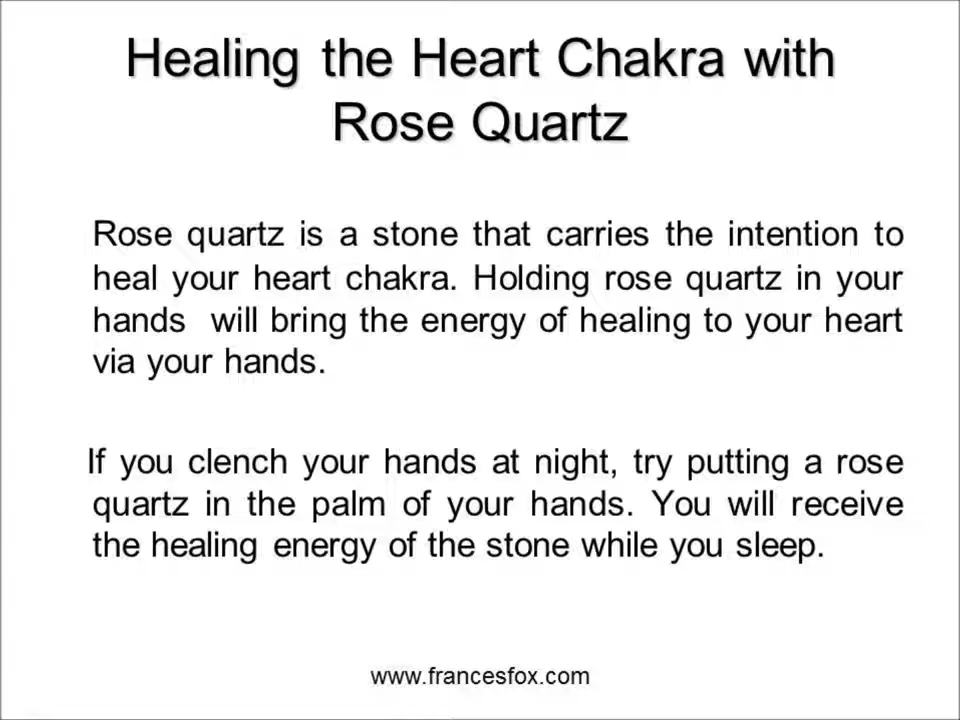 Healing the Heart Chakra with
Rose Quartz
Rose quartz is a stone that carries the intention to
heal your heart chakra. Holding rose quartz in your
hands will bring the energy of healing to your heart
via your hands.
If you clench your hands at night, try putting a rose
quartz in the palm of your hands. You will receive
the healing energy of the stone while you sleep.
www.francesfox.com